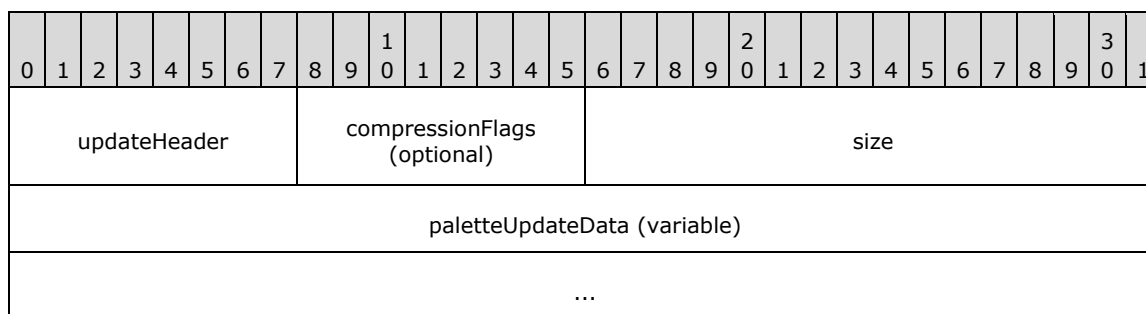 1 2 3
0 1 2 3 4 5 6 7 8 9 0 1 2 3 4 5 6 7 8 9 0 1 2 3 4 5 6 7 8 9 0 1
updateHeader
compressionFlags
(optional)
size
paletteUpdateData (variable)
...